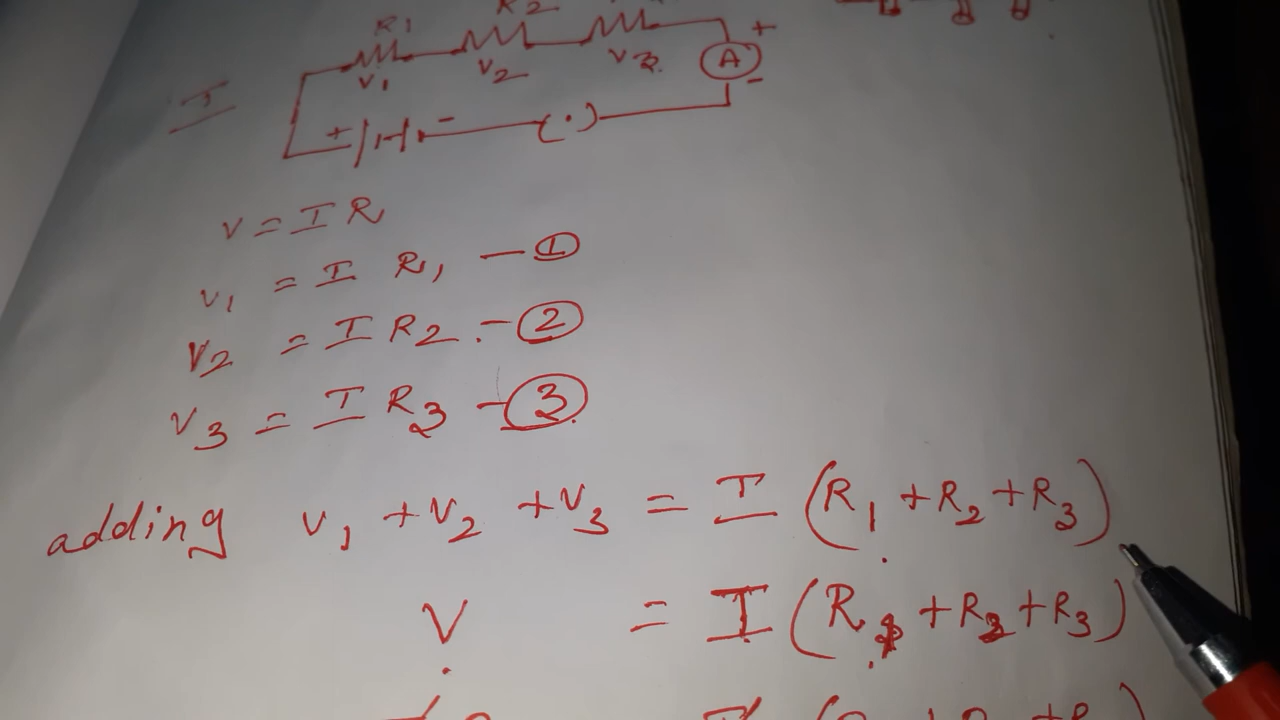 R1 R2
I V1 V2 V3 A +
-
+ - (.)
V = I R
V1 = I R1 - ①
V2 = I R2 . - ②
V3 = I R3 - ③
adding V1 + V2 + V3 = I (R1 + R2 + R3)
V = I (R1 + R2 + R3)